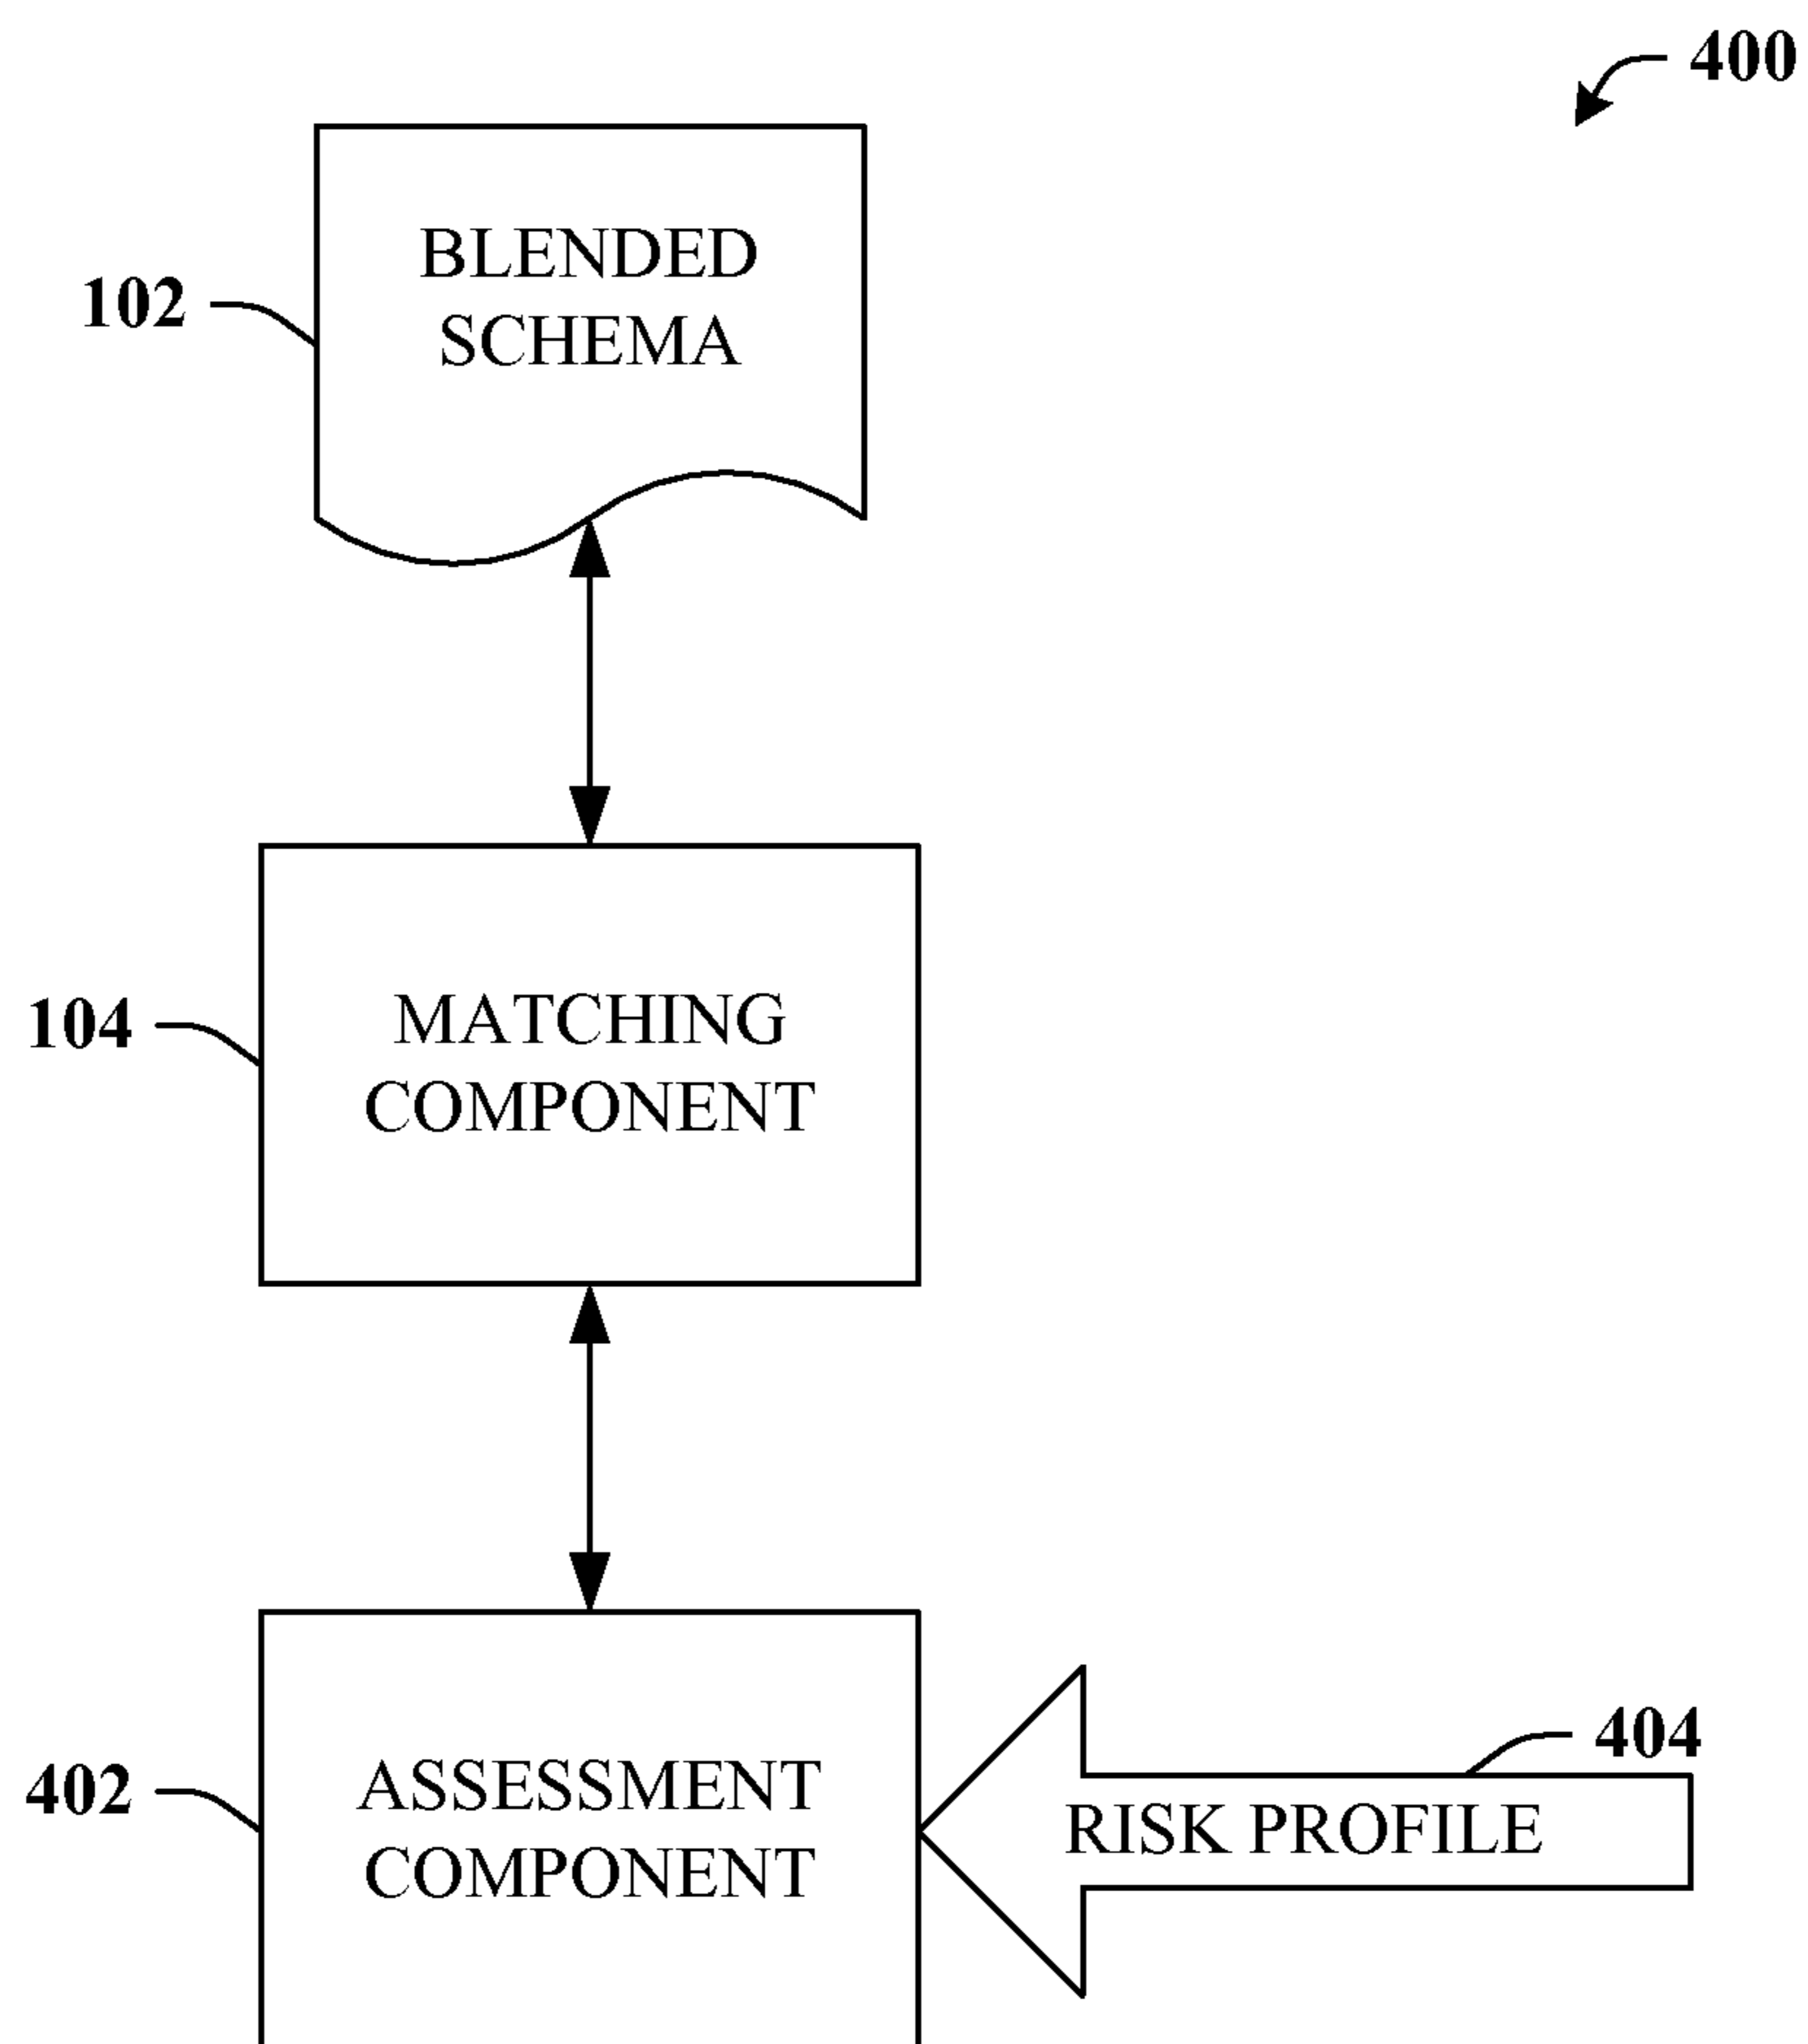 400
BLENDED
SCHEMA
102
MATCHING
COMPONENT
104
ASSESSMENT
COMPONENT
402
404
RISK PROFILE